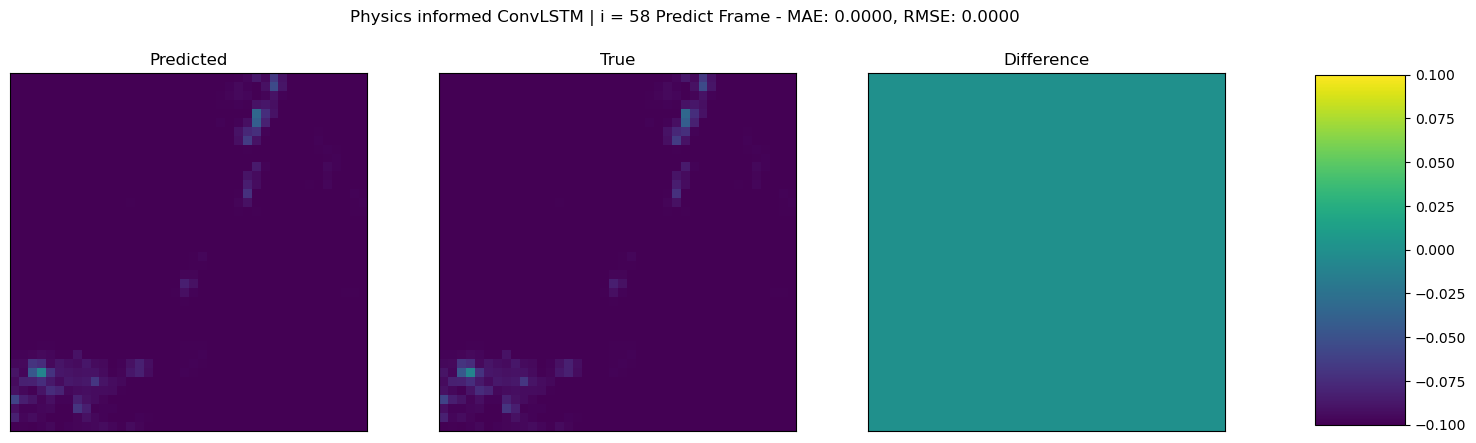 Physics informed ConvLSTM | i = 58 Predict Frame - MAE: 0.0000, RMSE: 0.0000
Predicted
True
Difference
0.100
0.075
0.050
0.025
0.000
−0.025
−0.050
−0.075
−0.100